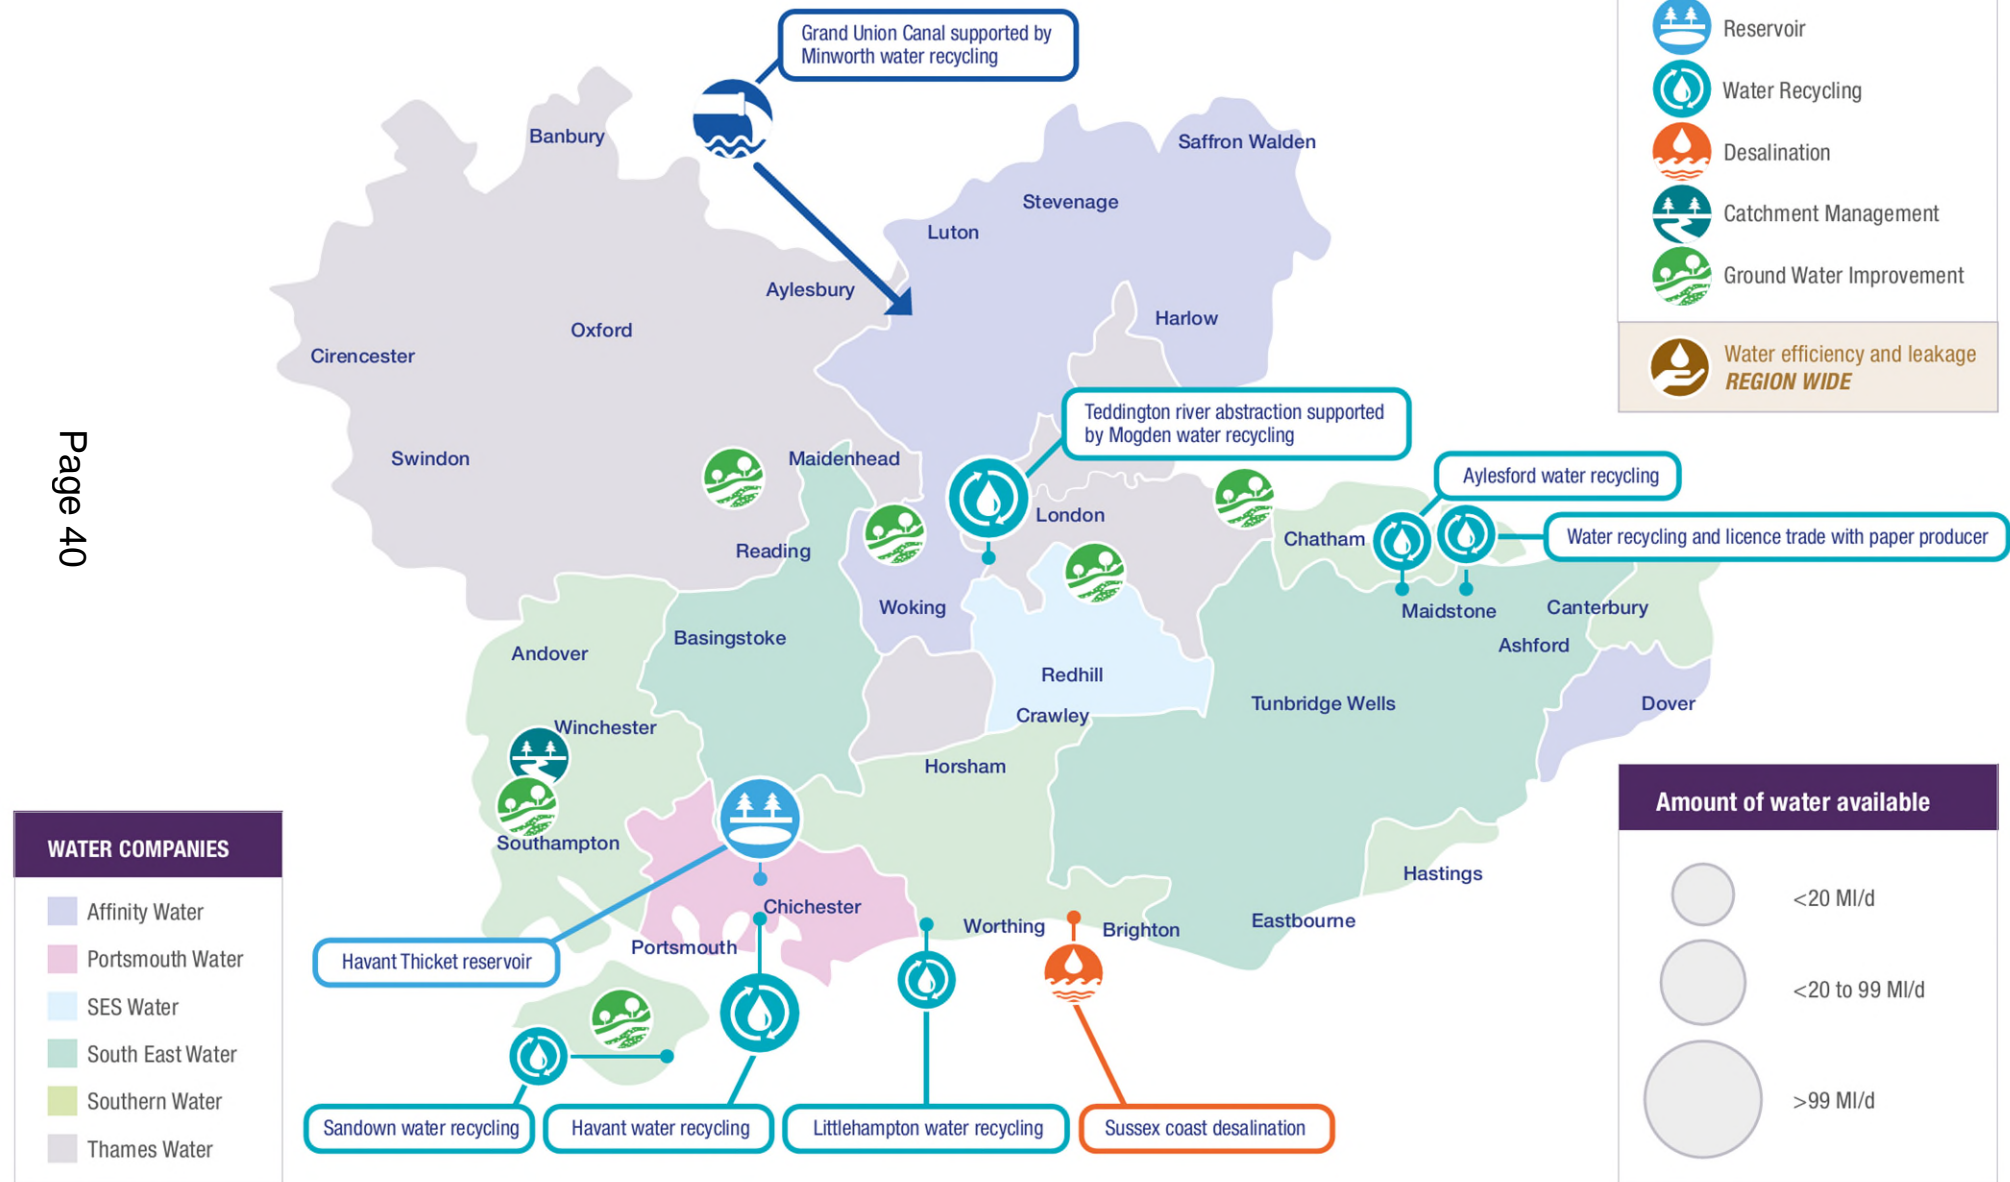 Grand Union Canal supported by
Minworth water recycling
Reservoir
Water Recycling
Desalination
Catchment Management
Ground Water Improvement
Water efficiency and leakage
REGION WIDE
Banbury
Saffron Walden
Stevenage
Luton
Aylesbury
Harlow
Oxford
Cirencester
Teddington river abstraction supported
by Mogden water recycling
Swindon
Maidenhead
Aylesford water recycling
London
Chatham
Water recycling and licence trade with paper producer
Reading
Woking
Maidstone
Canterbury
Basingstoke
Ashford
Andover
Redhill
Tunbridge Wells
Dover
Crawley
Winchester
Horsham
Southampton
Hastings
Chichester
Worthing
Brighton
Eastbourne
Portsmouth
Havant Thicket reservoir
Sandown water recycling
Havant water recycling
Littlehampton water recycling
Sussex coast desalination
WATER COMPANIES
Affinity Water
Portsmouth Water
SES Water
South East Water
Southern Water
Thames Water
Amount of water available
<20 Ml/d
<20 to 99 Ml/d
>99 Ml/d
Page 40